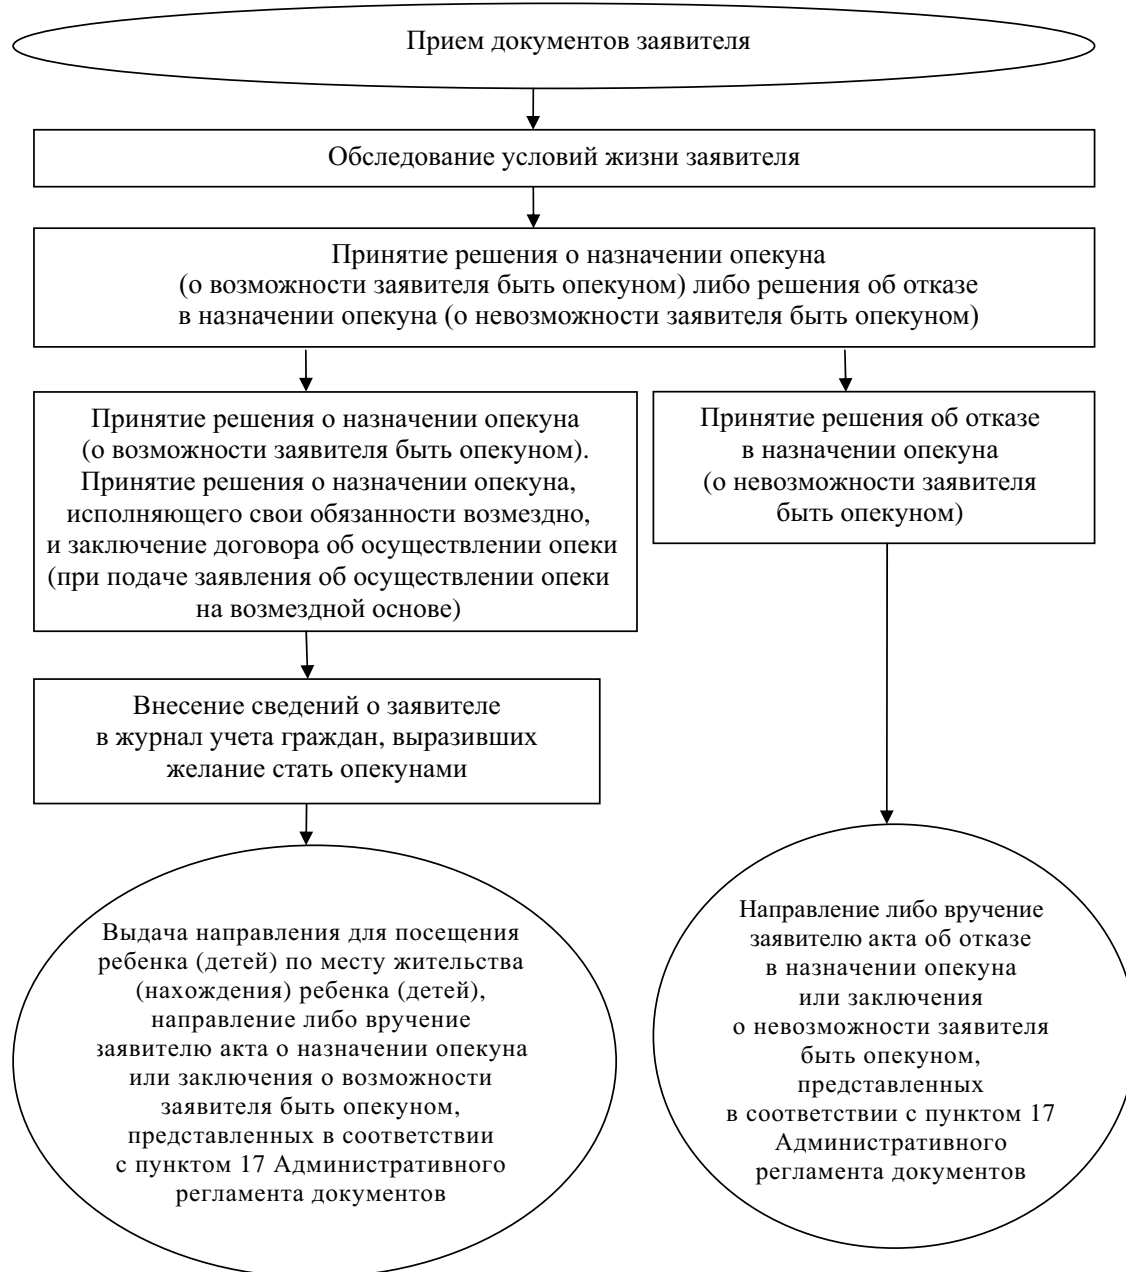 Прием документов заявителя
Обследование условий жизни заявителя
Принятие решения о назначении опекуна
(о возможности заявителя быть опекуном) либо решения об отказе
в назначении опекуна (о невозможности заявителя быть опекуном)
Принятие решения о назначении опекуна
(о возможности заявителя быть опекуном).
Принятие решения о назначении опекуна,
исполняющего свои обязанности возмездно,
и заключение договора об осуществлении опеки
(при подаче заявления об осуществлении опеки
на возмездной основе)
Принятие решения об отказе
в назначении опекуна
(о невозможности заявителя
быть опекуном)
Внесение сведений о заявителе
в журнал учета граждан, выразивших
желание стать опекунами
Выдача направления для посещения
ребенка (детей) по месту жительства
(нахождения) ребенка (детей),
направление либо вручение
заявителю акта о назначении опекуна
или заключения о возможности
заявителя быть опекуном,
представленных в соответствии
с пунктом 17 Административного
регламента документов
Направление либо вручение
заявителю акта об отказе
в назначении опекуна
или заключения
о невозможности заявителя
быть опекуном,
представленных
в соответствии с пунктом 17
Административного
регламента документов